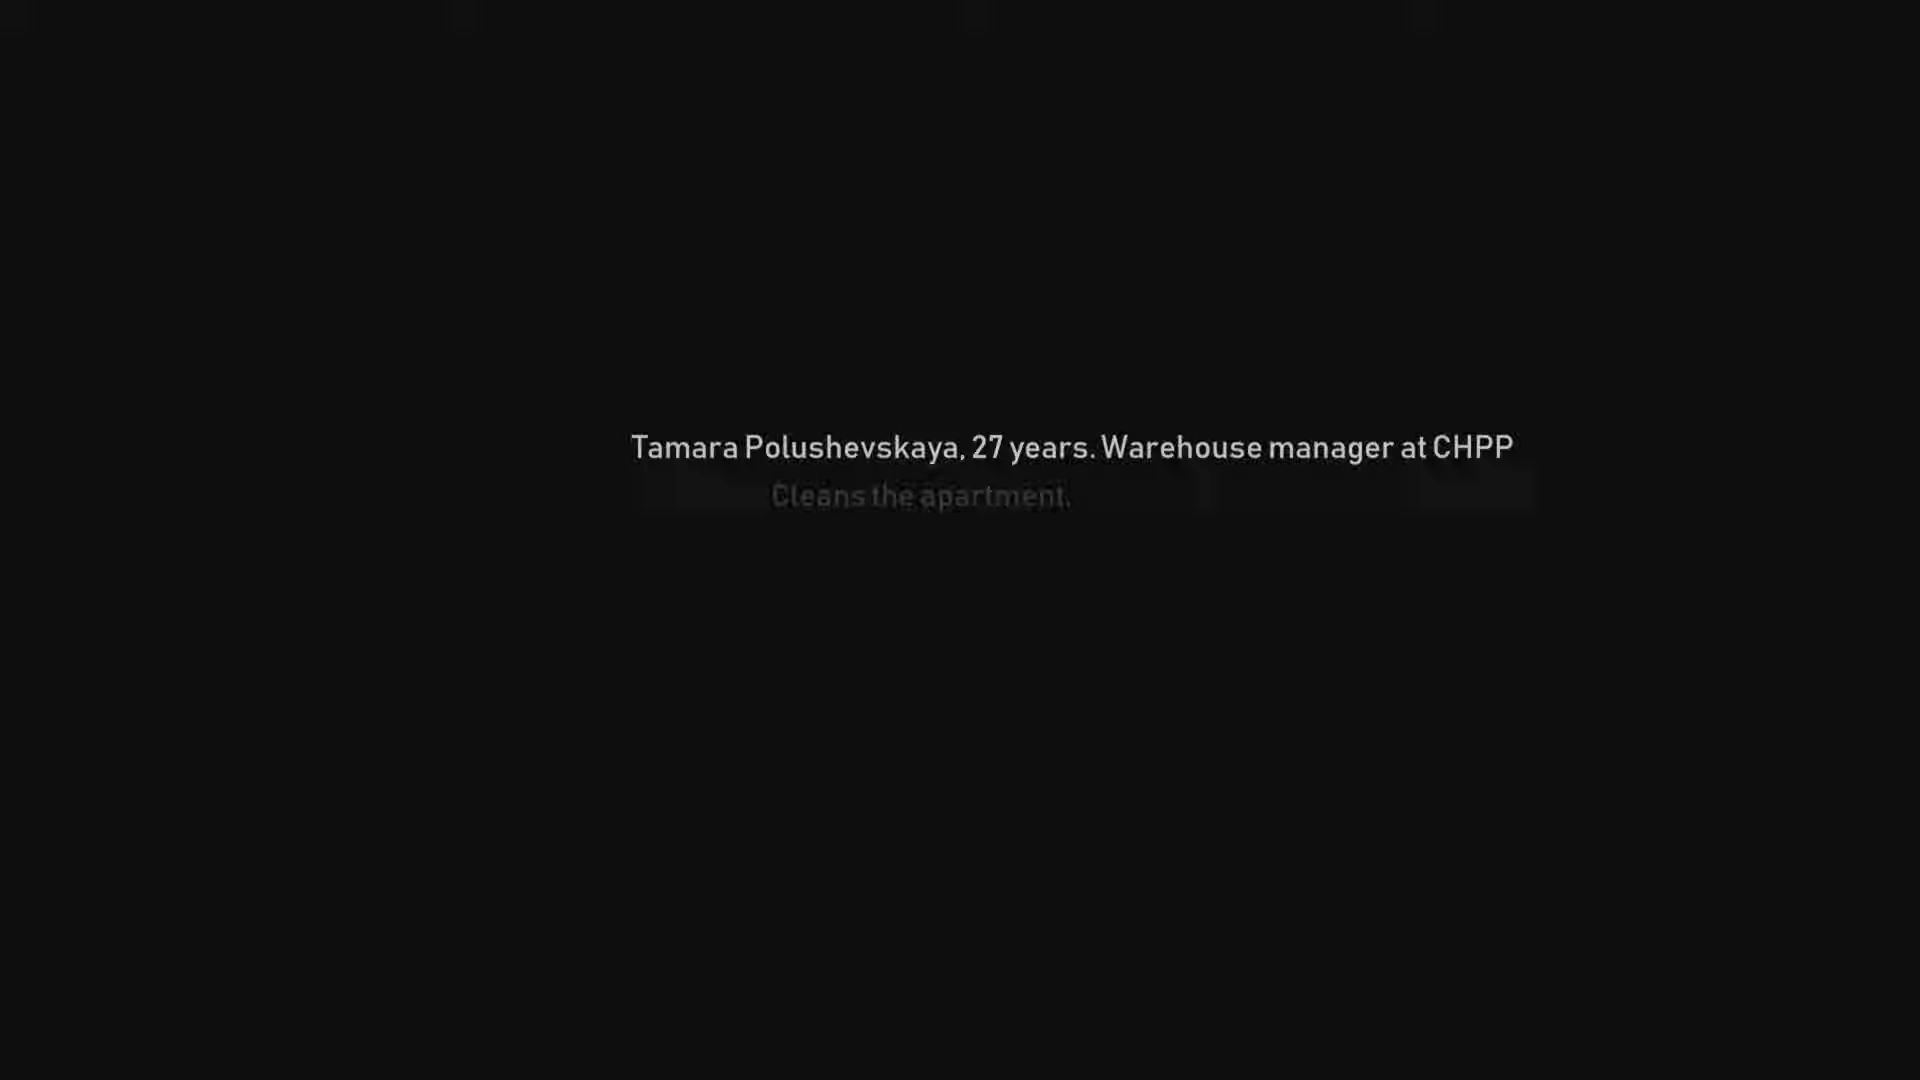 Tamara Polushevskaya, 27 years. Warehouse manager at CHPP
Cleans the apartment.